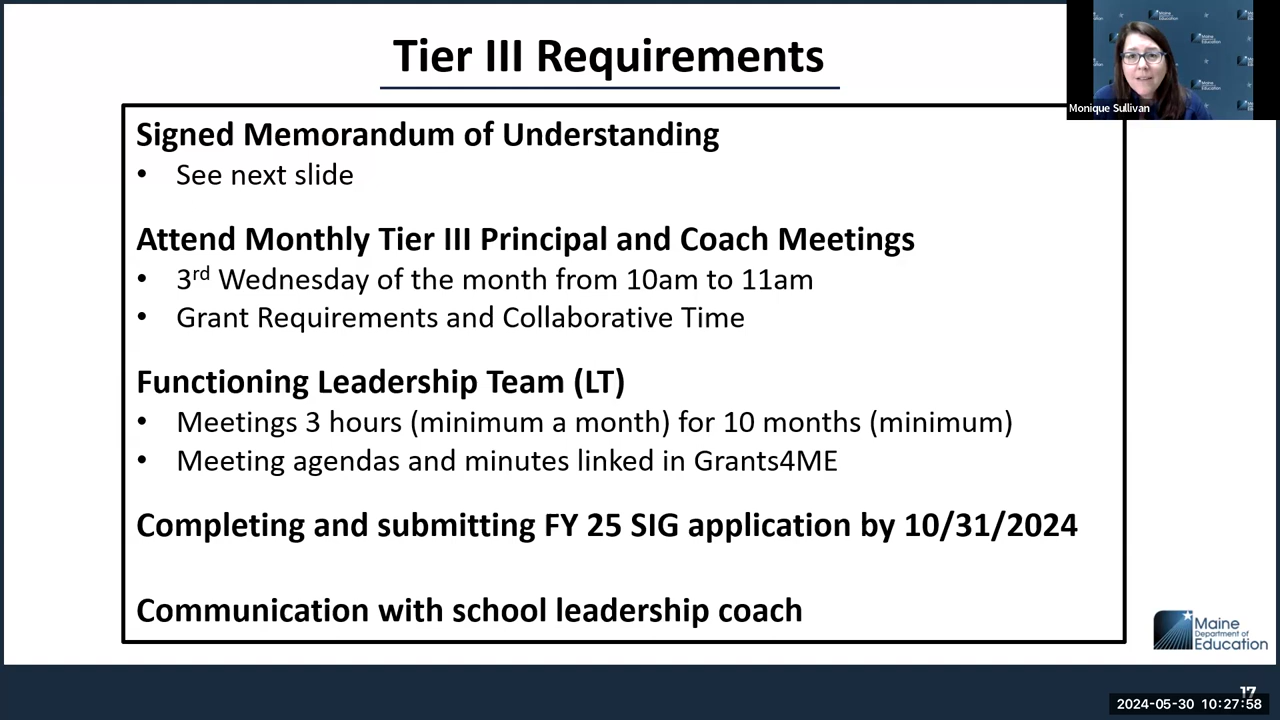 Tier III Requirements
Monique Sullivan
Signed Memorandum of Understanding
• See next slide
Attend Monthly Tier III Principal and Coach Meetings
• 3rd Wednesday of the month from 10am to 11am
• Grant Requirements and Collaborative Time
Functioning Leadership Team (LT)
• Meetings 3 hours (minimum a month) for 10 months (minimum)
• Meeting agendas and minutes linked in Grants4ME
Completing and submitting FY 25 SIG application by 10/31/2024
Communication with school leadership coach
Maine
Department of
Education
17
2024-05-30 10:27:58